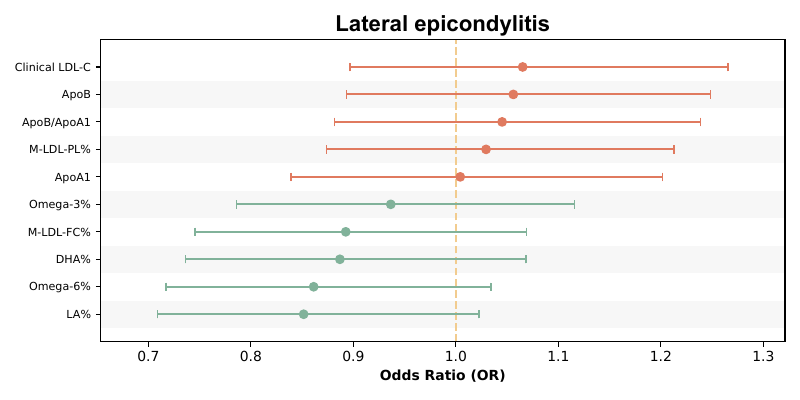 Lateral epicondylitis
Clinical LDL-C
ApoB
ApoB/ApoA1
M-LDL-PL%
ApoA1
Omega-3%
M-LDL-FC%
DHA%
Omega-6%
LA%
0.7 0.8 0.9 1.0 1.1 1.2 1.3
Odds Ratio (OR)